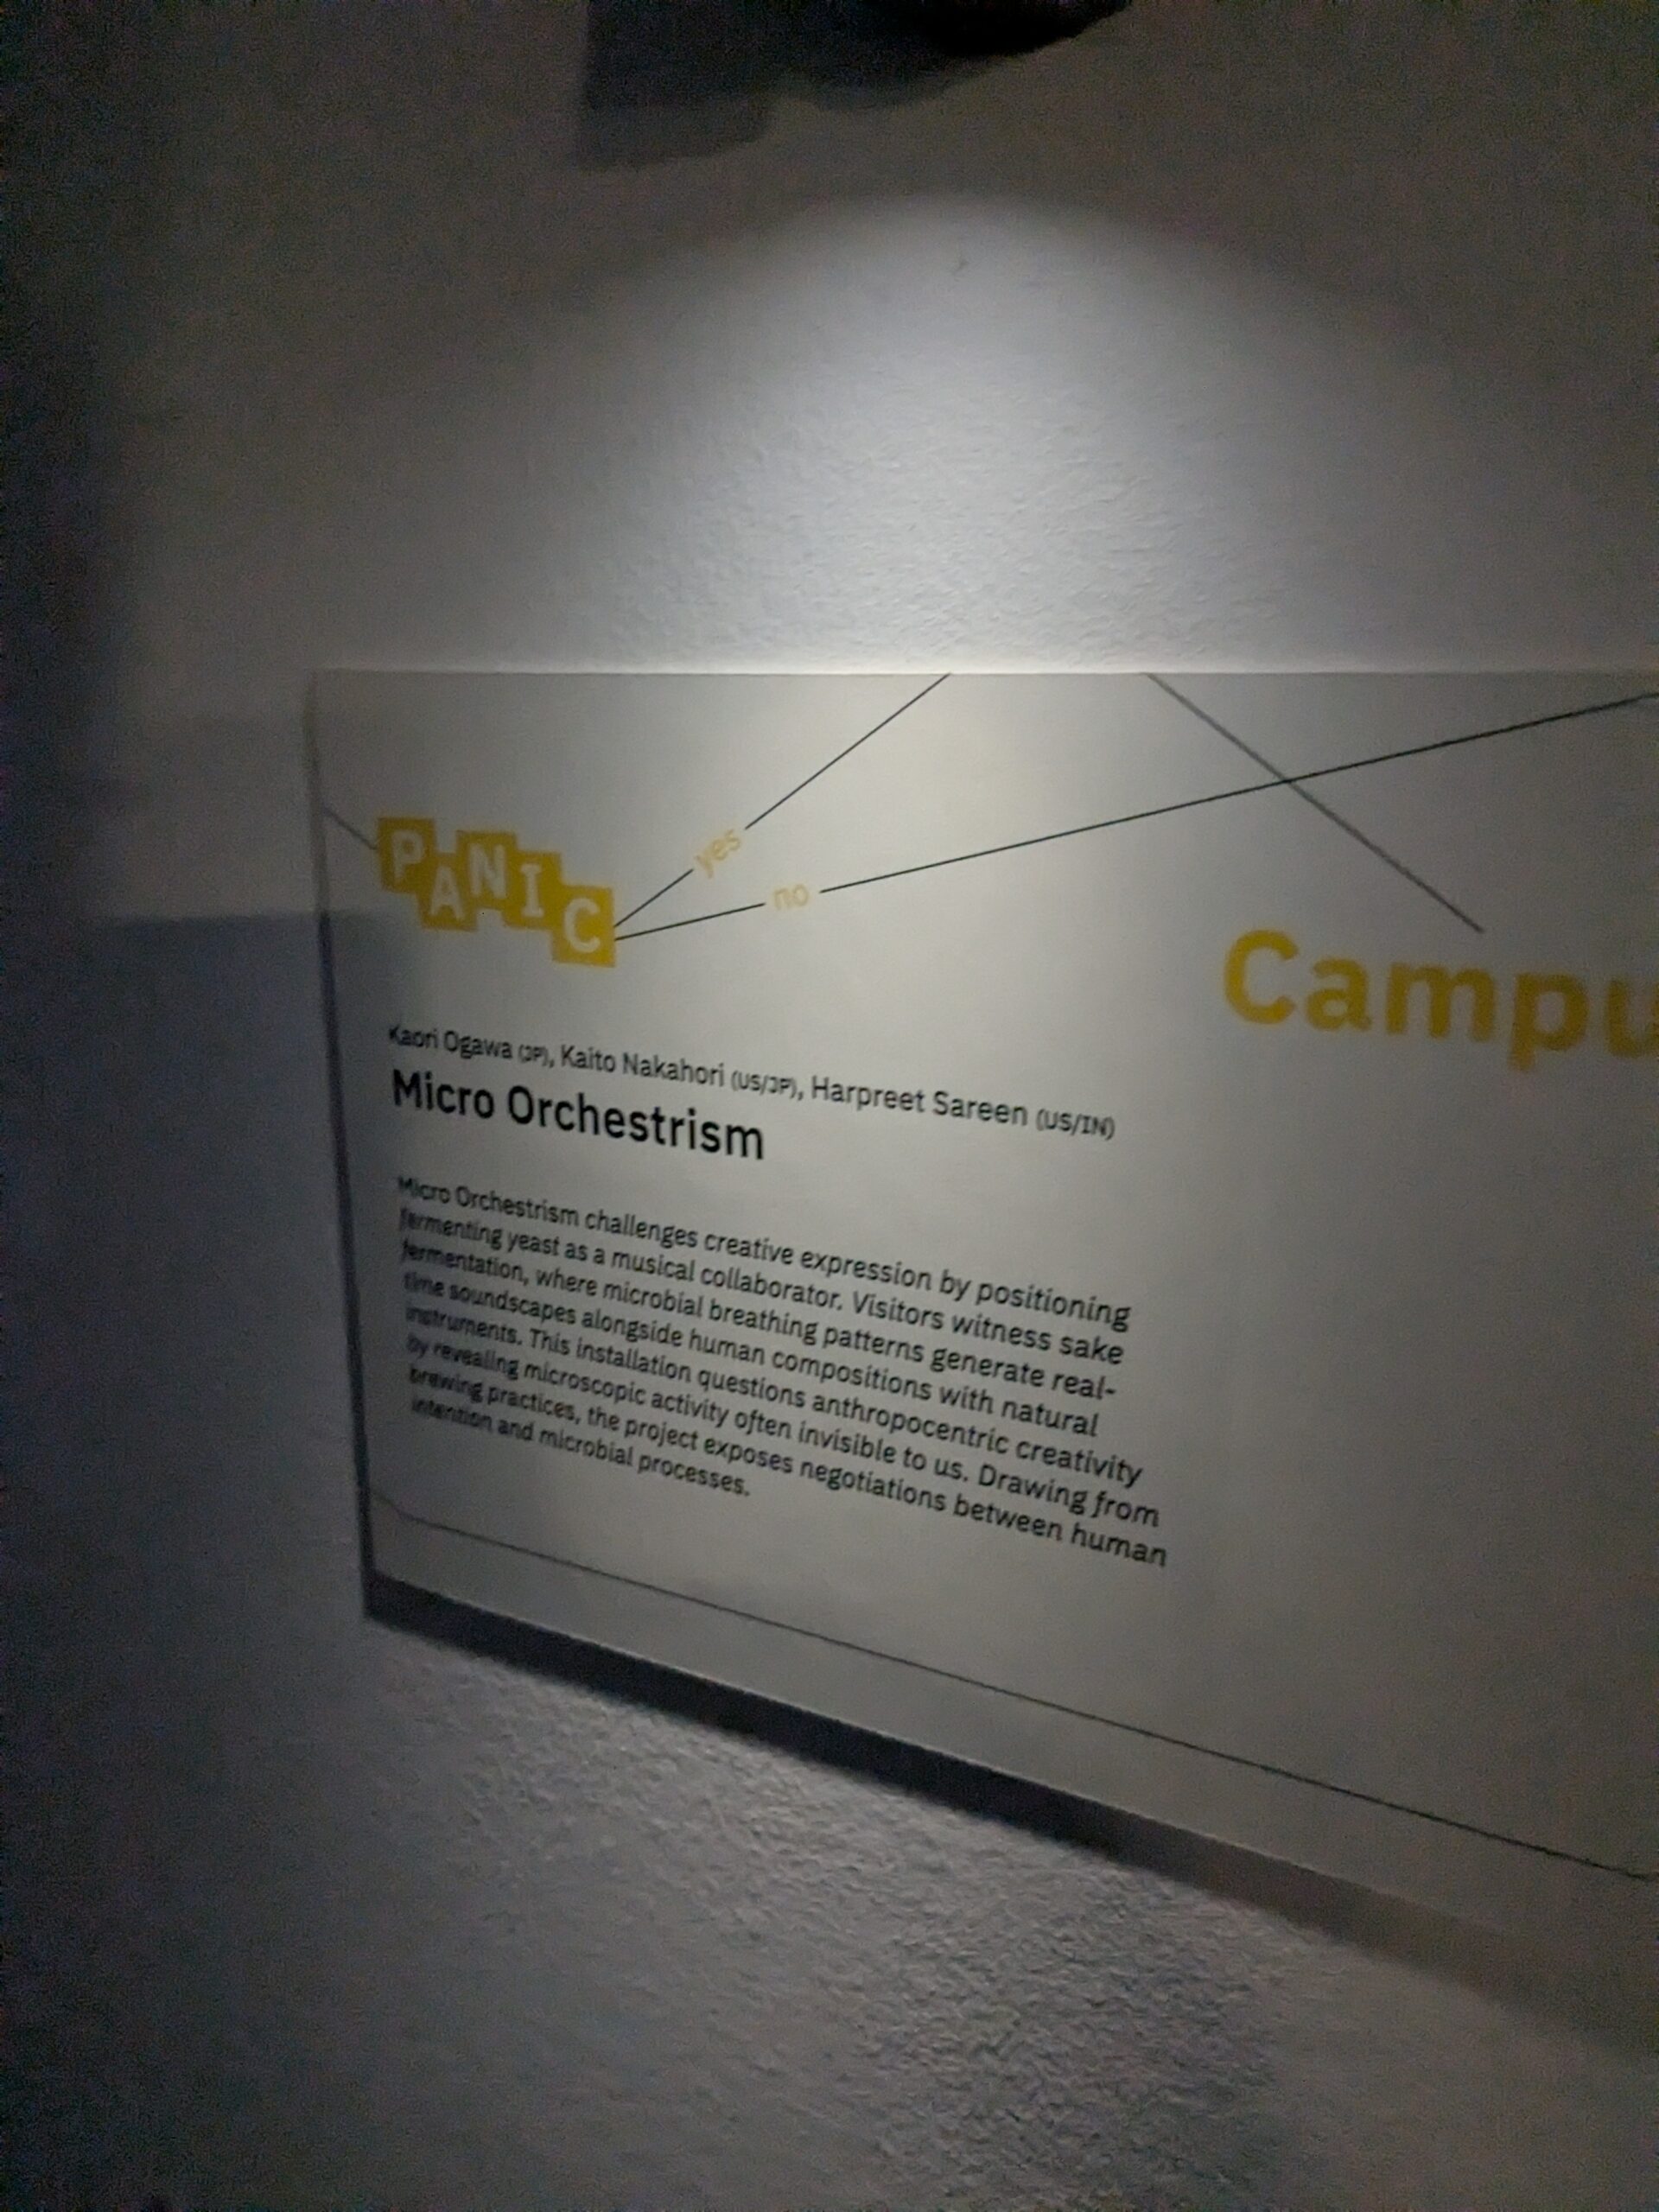 PANIC
yes
no
Campu
Kaori Ogawa (JP), Kaito Nakahori (US/JP), Harpreet Sareen (US/IN)
Micro Orchestrism
Micro Orchestrism challenges creative expression by positioning
fermenting yeast as a musical collaborator. Visitors witness sake
fermentation, where microbial breathing patterns generate real-
time soundscapes alongside human compositions with natural
instruments. This installation questions anthropocentric creativity
by revealing microscopic activity often invisible to us. Drawing from
brewing practices, the project exposes negotiations between human
intention and microbial processes.